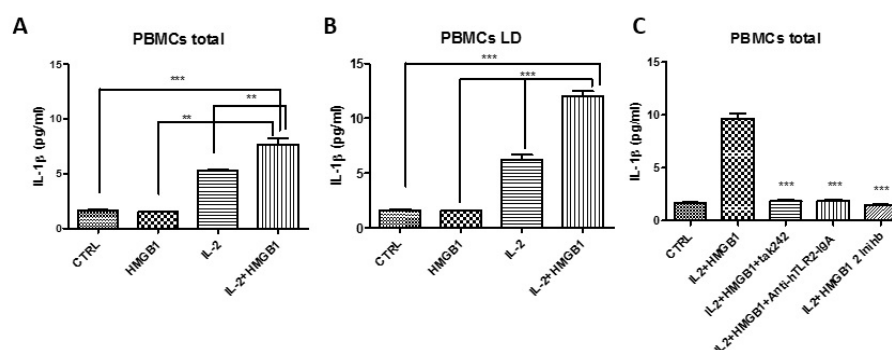 A
PBMCs total
IL-1β (pg/ml)
15
10
5
0
***
**
**
CTRL
HMGB1
IL-2
IL-2+HMGB1
B
PBMCs LD
IL-1β (pg/ml)
15
10
5
0
***
***
CTRL
HMGB1
IL-2
IL-2+HMGB1
C
PBMCs total
IL-1β (pg/ml)
15
10
5
0
*** *** ***
CTRL
IL2+HMGB1
IL2+HMGB1+tak242
IL2+HMGB1+Anti-hTLR2-IgA
IL2+HMGB1 2 Inihb